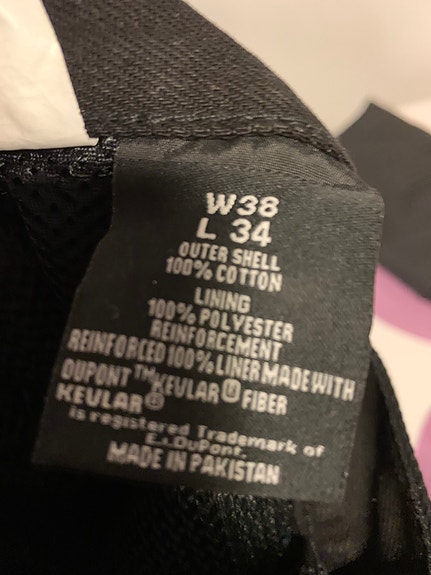 W38
L 34
OUTER SHELL
100% COTTON
LINING
100% POLYESTER
REINFORCEMENT
REINFORCED 100% LINER MADE WITH
DUPONT™ KEVLAR® FIBER
KEVLAR®
is registered Trademark of
E.I. DuPont.
MADE IN PAKISTAN